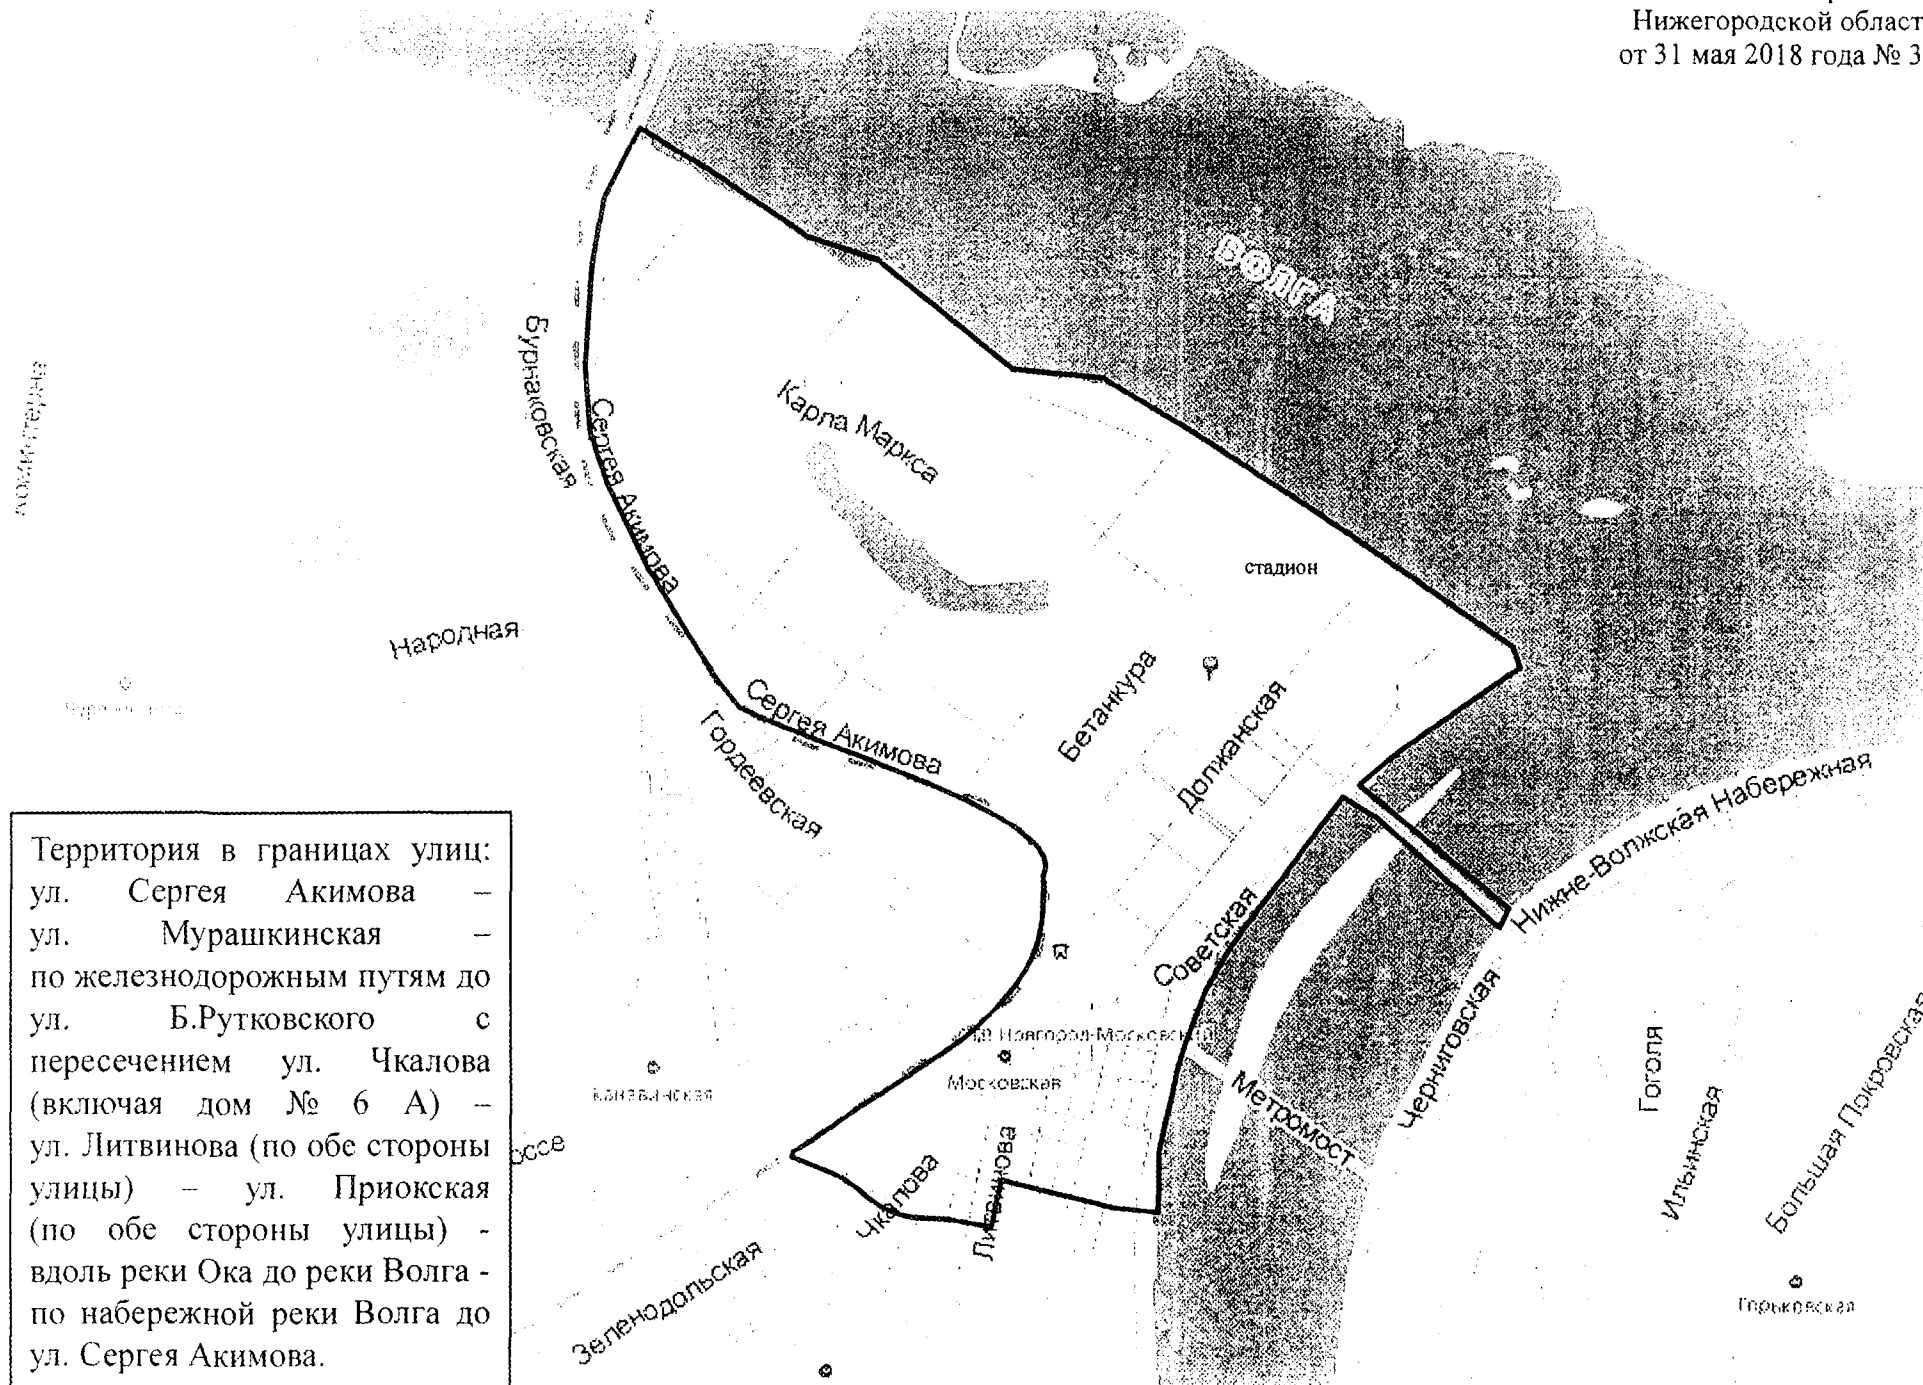 Нижегородской област
от 31 мая 2018 года № 3
ВОЛГА
Бурнаковская
Сергея Акимова
Карла Маркса
стадион
Народная
Сергея Акимова
Гордеевская
Бетанкура
Должанская
Советская
Нижне-Волжская Набережная
Черниговская
Метромост
Новгород-Московский
Московская
Канавинская
Гоголя
Ильинская
Большая Покровская
Горьковская
Чкалова
Литвинова
Зеленодольская
оссе
Территория в границах улиц:
ул. Сергея Акимова –
ул. Мурашкинская –
по железнодорожным путям до
ул. Б.Рутковского с
пересечением ул. Чкалова
(включая дом № 6 А) –
ул. Литвинова (по обе стороны
улицы) – ул. Приокская
(по обе стороны улицы) -
вдоль реки Ока до реки Волга -
по набережной реки Волга до
ул. Сергея Акимова.